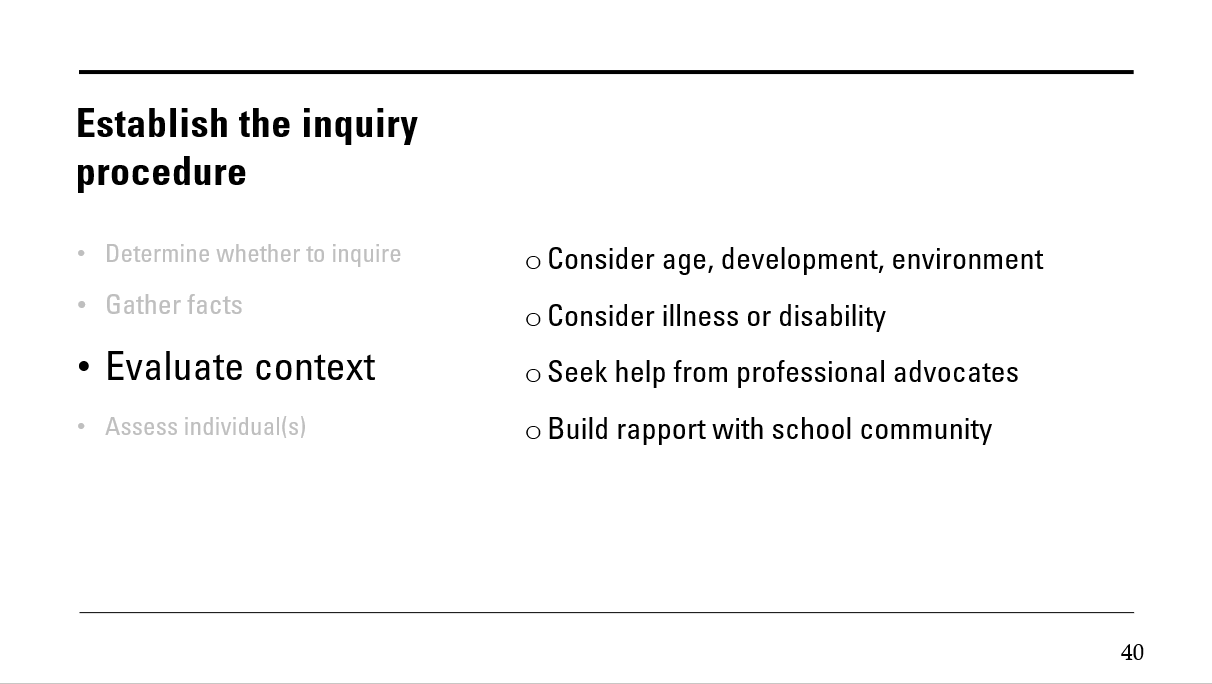 Establish the inquiry
procedure
• Determine whether to inquire
• Gather facts
• Evaluate context
• Assess individual(s)
o Consider age, development, environment
o Consider illness or disability
o Seek help from professional advocates
o Build rapport with school community
40